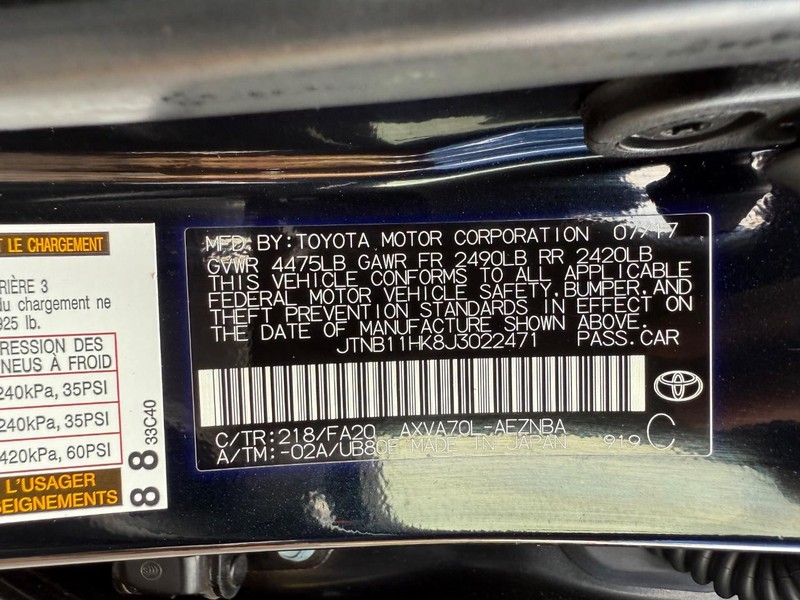 T LE CHARGEMENT
RIÈRE 3
du chargement ne
925 lb.
RESSION DES
NEUS À FROID
240kPa, 35PSI
240kPa, 35PSI
420kPa, 60PSI
L'USAGER
SEIGNEMENTS
88
33C40
MFD. BY: TOYOTA MOTOR CORPORATION 07/17
GVWR 4475LB GAWR FR 2490LB RR 2420LB
THIS VEHICLE CONFORMS TO ALL APPLICABLE
FEDERAL MOTOR VEHICLE SAFETY, BUMPER, AND
THEFT PREVENTION STANDARDS IN EFFECT ON
THE DATE OF MANUFACTURE SHOWN ABOVE.
JTNB11HK8J3022471 PASS.CAR
C/TR: 218/FA20 AXVA70L-AEZNBA
A/TM: -02A/UB80E MADE IN JAPAN 919 C